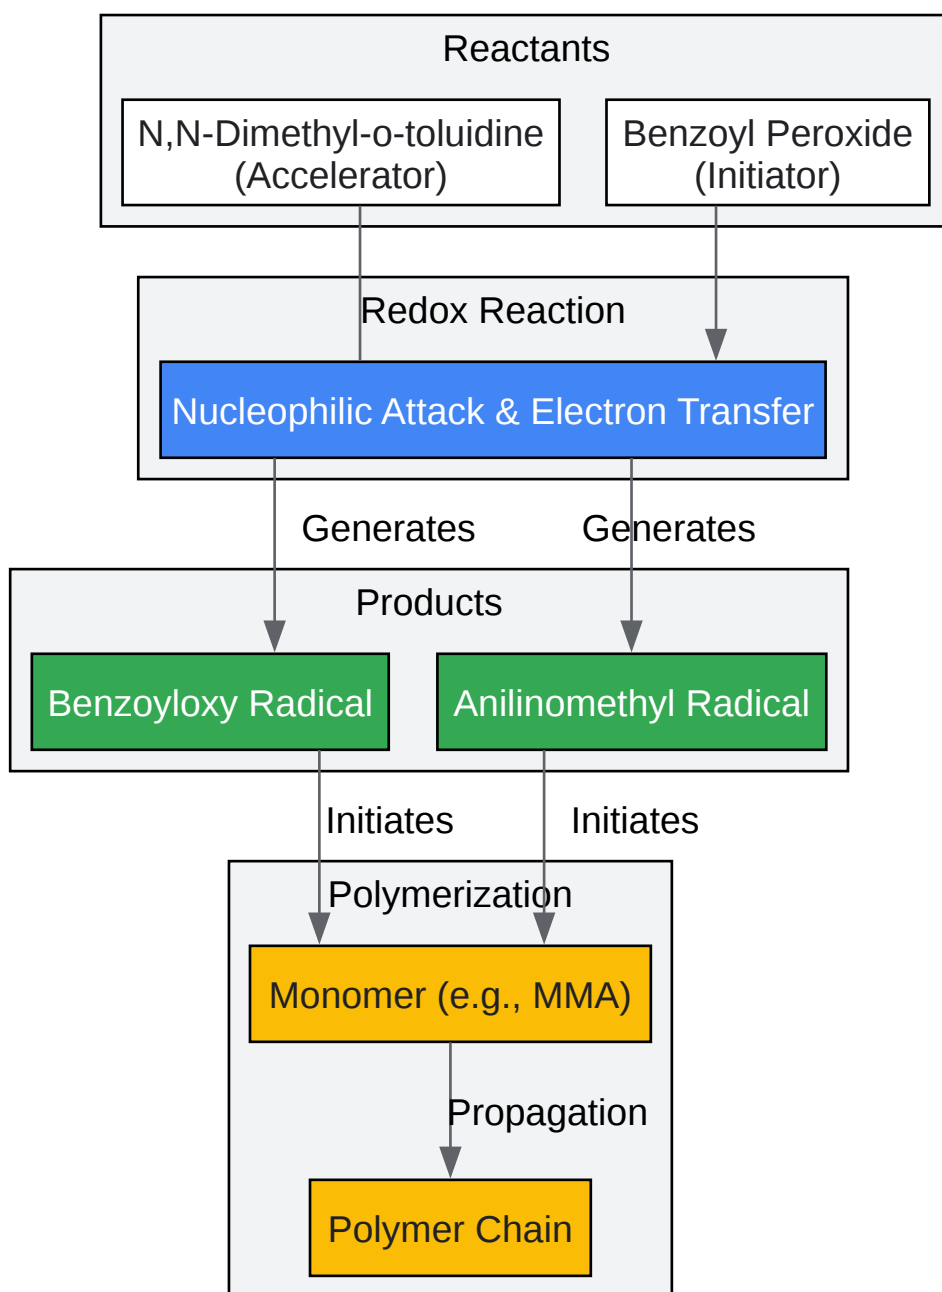 Reactants
N,N-Dimethyl-o-toluidine
(Accelerator)
Benzoyl Peroxide
(Initiator)
Redox Reaction
Nucleophilic Attack & Electron Transfer
Generates
Generates
Products
Benzoyloxy Radical
Anilinomethyl Radical
Initiates
Initiates
Polymerization
Monomer (e.g., MMA)
Propagation
Polymer Chain